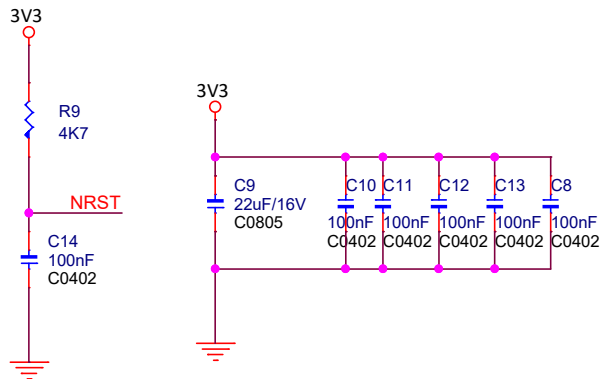 3V3
R9
4K7
NRST
C14
100nF
C0402
3V3
C9
22uF/16V
C0805
C10
100nF
C0402
C11
100nF
C0402
C12
100nF
C0402
C13
100nF
C0402
C8
100nF
C0402